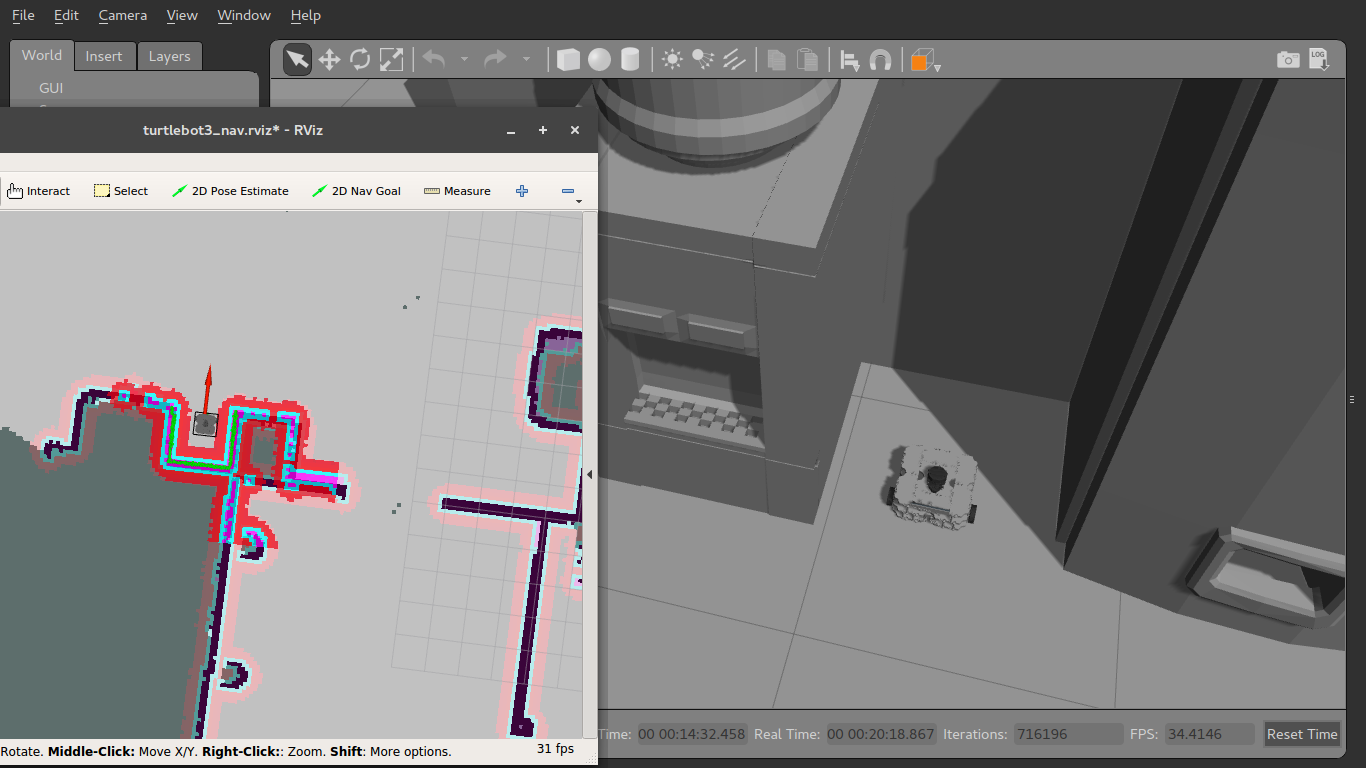 File Edit Camera View Window Help
World Insert Layers
LOG
GUI
turtlebot3_nav.rviz* - RViz
Interact Select 2D Pose Estimate 2D Nav Goal Measure
Rotate. Middle-Click: Move X/Y. Right-Click:: Zoom. Shift: More options. 31 fps
Time: 00 00:14:32.458 Real Time: 00 00:20:18.867 Iterations: 716196 FPS: 34.4146 Reset Time